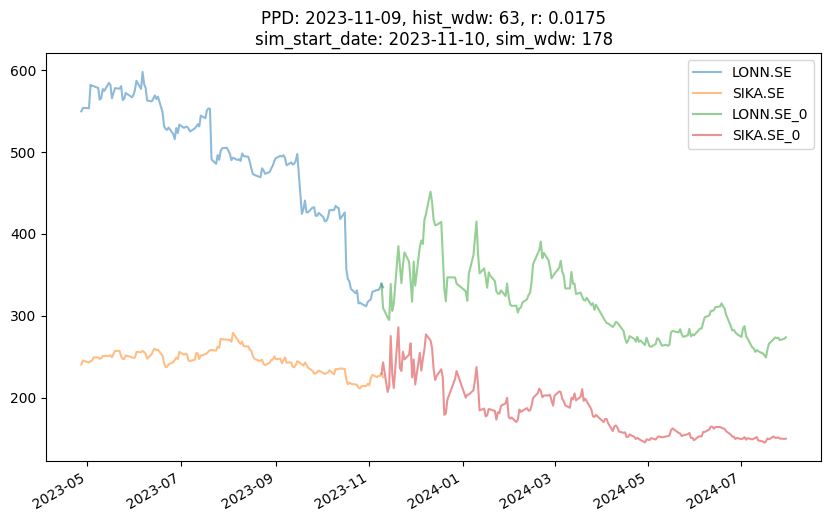 PPD: 2023-11-09, hist_wdw: 63, r: 0.0175
sim_start_date: 2023-11-10, sim_wdw: 178
600
500
400
300
200
LONN.SE
SIKA.SE
LONN.SE_0
SIKA.SE_0
2023-05
2023-07
2023-09
2023-11
2024-01
2024-03
2024-05
2024-07